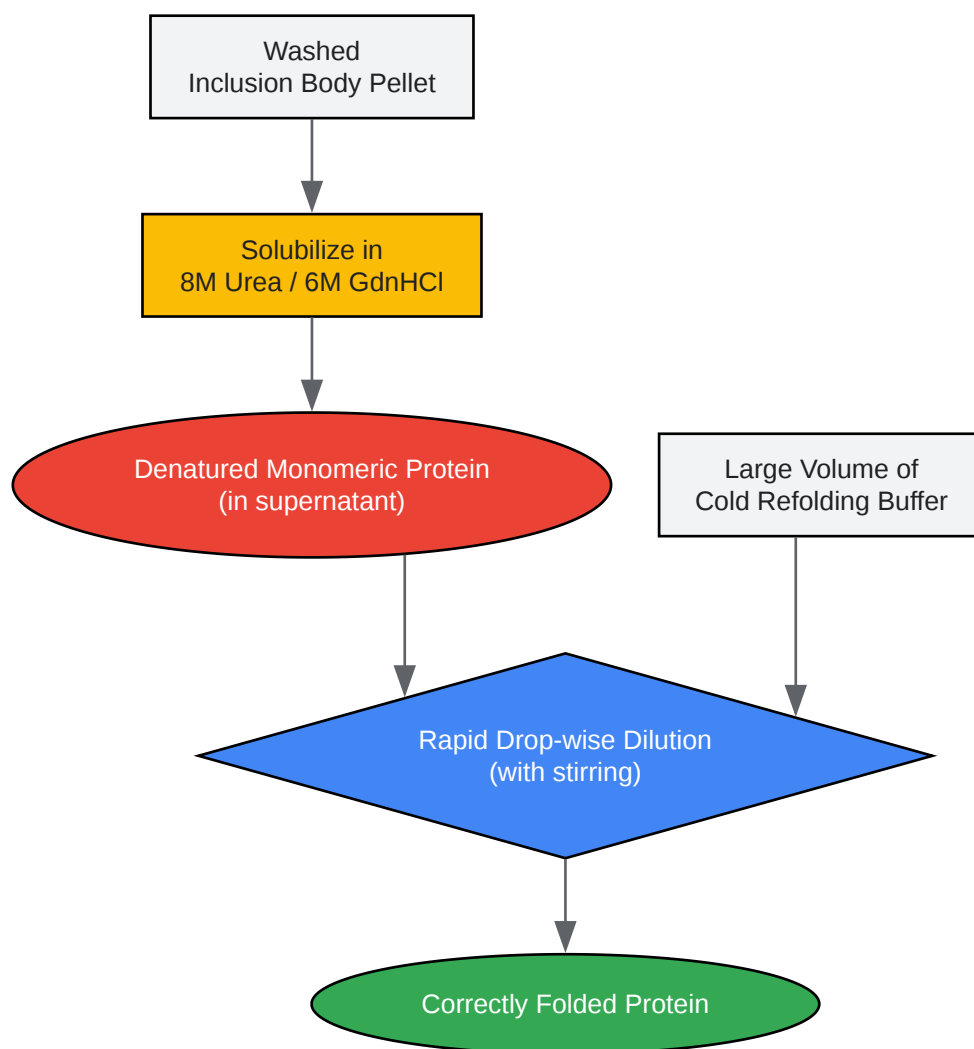 Washed
Inclusion Body Pellet
Solubilize in
8M Urea / 6M GdnHCl
Denatured Monomeric Protein
(in supernatant)
Large Volume of
Cold Refolding Buffer
Rapid Drop-wise Dilution
(with stirring)
Correctly Folded Protein